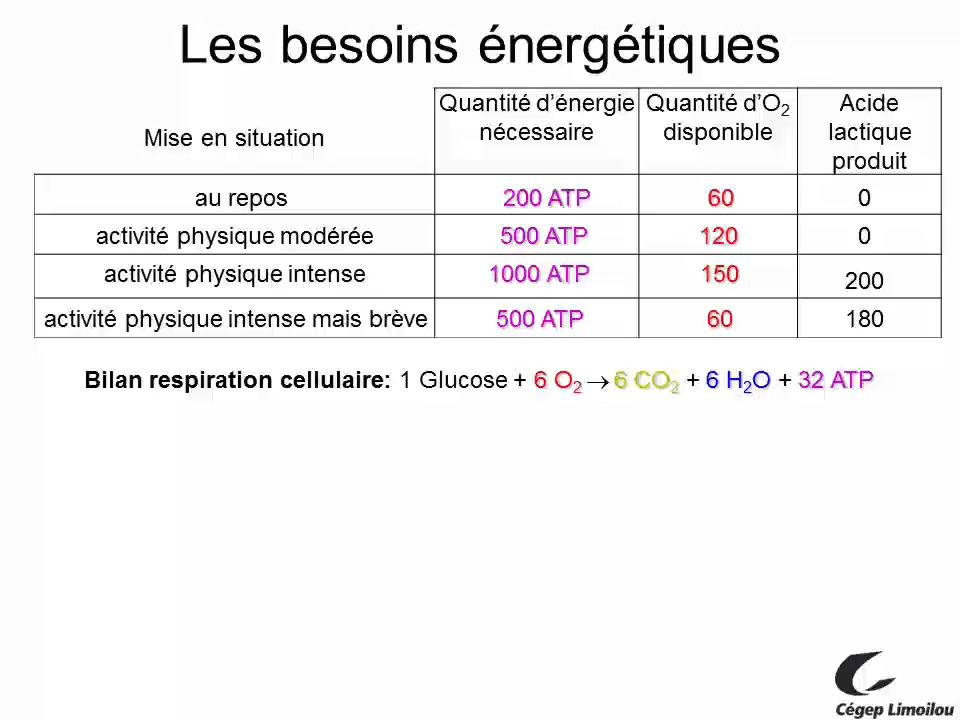 Les besoins énergétiques
Mise en situation
Quantité d’énergie nécessaire
Quantité d’O₂ disponible
Acide lactique produit
au repos 200 ATP 60 0
activité physique modérée 500 ATP 120 0
activité physique intense 1000 ATP 150 200
activité physique intense mais brève 500 ATP 60 180
Bilan respiration cellulaire: 1 Glucose + 6 O₂ → 6 CO₂ + 6 H₂O + 32 ATP
Cégep Limoilou